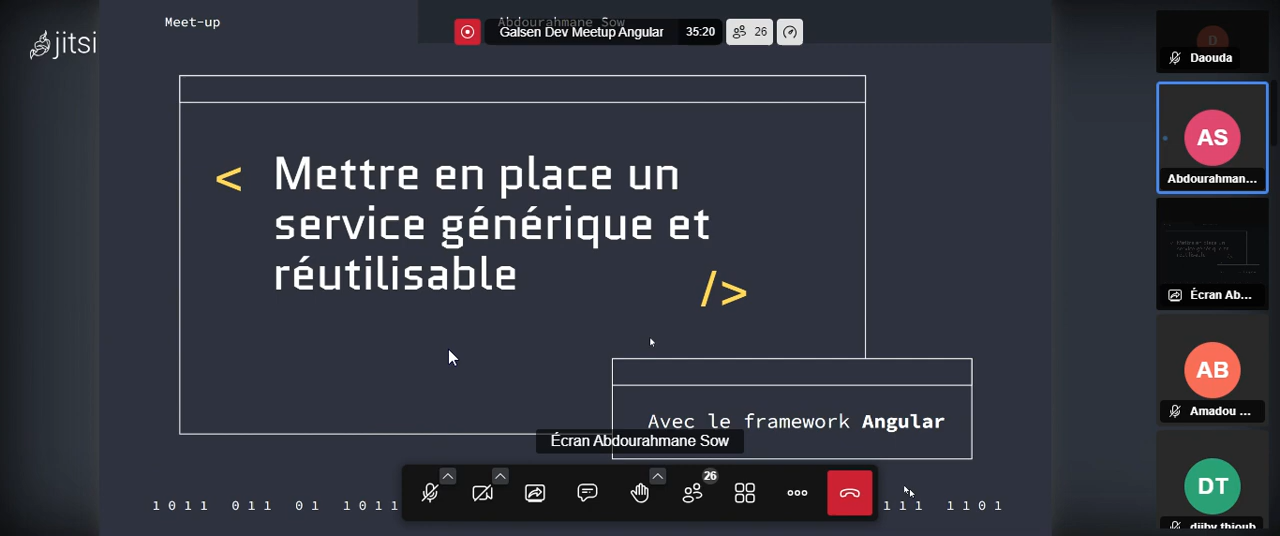 Meet-up
Abdourahmane Sow
jitsi
Galsen Dev Meetup Angular
35:20
26
< Mettre en place un
service générique et
réutilisable
/>
Avec le framework Angular
Écran Abdourahmane Sow
26
1011 011 01 1011
111 1101
D
Daouda
AS
Abdourahman...
Écran Ab...
AB
Amadou ...
DT
djiby thioub